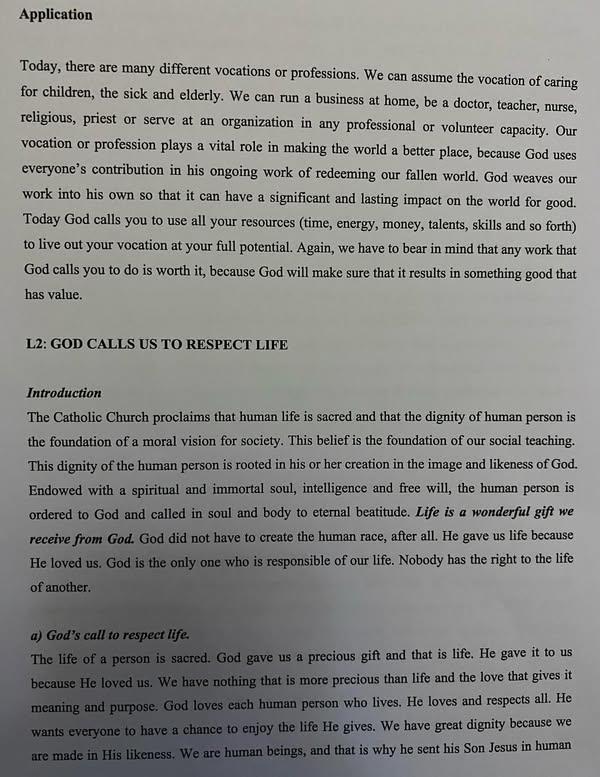 Application
Today, there are many different vocations or professions. We can assume the vocation of caring
for children, the sick and elderly. We can run a business at home, be a doctor, teacher, nurse,
religious, priest or serve at an organization in any professional or volunteer capacity. Our
vocation or profession plays a vital role in making the world a better place, because God uses
everyone's contribution in his ongoing work of redeeming our fallen world. God weaves our
work into his own so that it can have a significant and lasting impact on the world for good.
Today God calls you to use all your resources (time, energy, money, talents, skills and so forth)
to live out your vocation at your full potential. Again, we have to bear in mind that any work that
God calls you to do is worth it, because God will make sure that it results in something good that
has value.
L2: GOD CALLS US TO RESPECT LIFE
Introduction
The Catholic Church proclaims that human life is sacred and that the dignity of human person is
the foundation of a moral vision for society. This belief is the foundation of our social teaching.
This dignity of the human person is rooted in his or her creation in the image and likeness of God.
Endowed with a spiritual and immortal soul, intelligence and free will, the human person is
ordered to God and called in soul and body to eternal beatitude. Life is a wonderful gift we
receive from God. God did not have to create the human race, after all. He gave us life because
He loved us. God is the only one who is responsible of our life. Nobody has the right to the life
of another.
a) God's call to respect life.
The life of a person is sacred. God gave us a precious gift and that is life. He gave it to us
because He loved us. We have nothing that is more precious than life and the love that gives it
meaning and purpose. God loves each human person who lives. He loves and respects all. He
wants everyone to have a chance to enjoy the life He gives. We have great dignity because we
are made in His likeness. We are human beings, and that is why he sent his Son Jesus in human